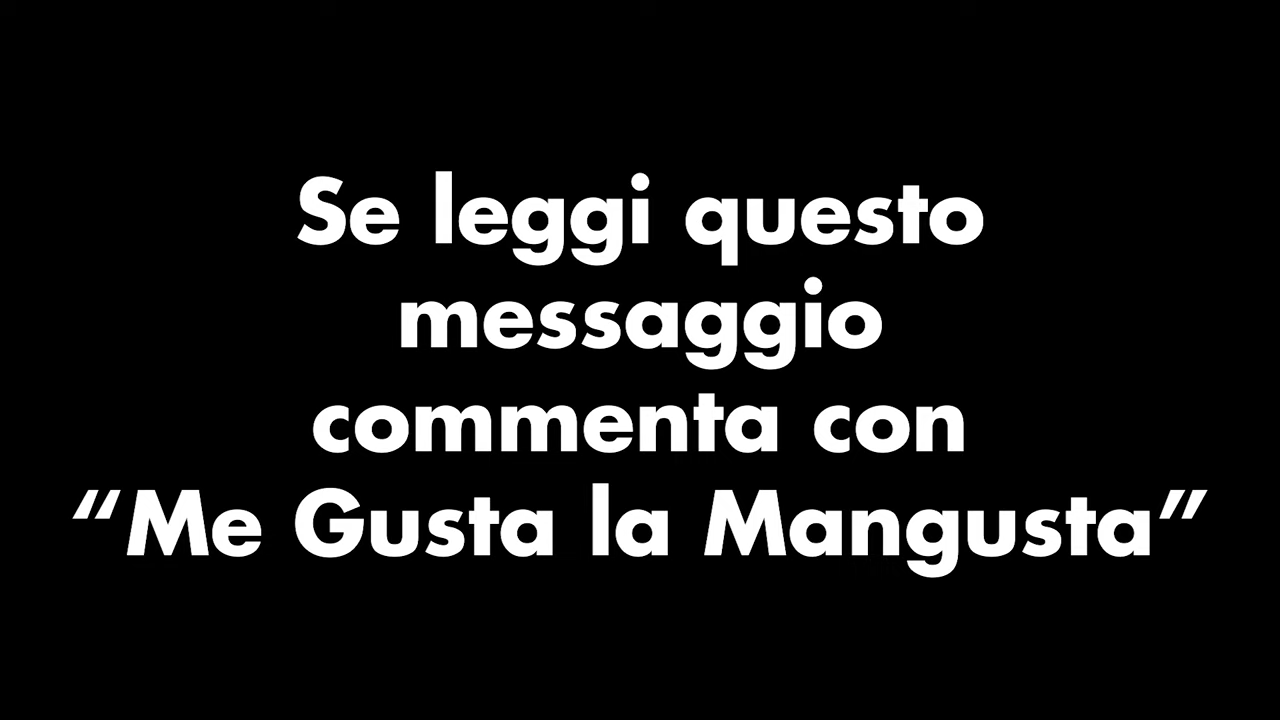 Se leggi questo
messaggio
commenta con
“Me Gusta la Mangusta”